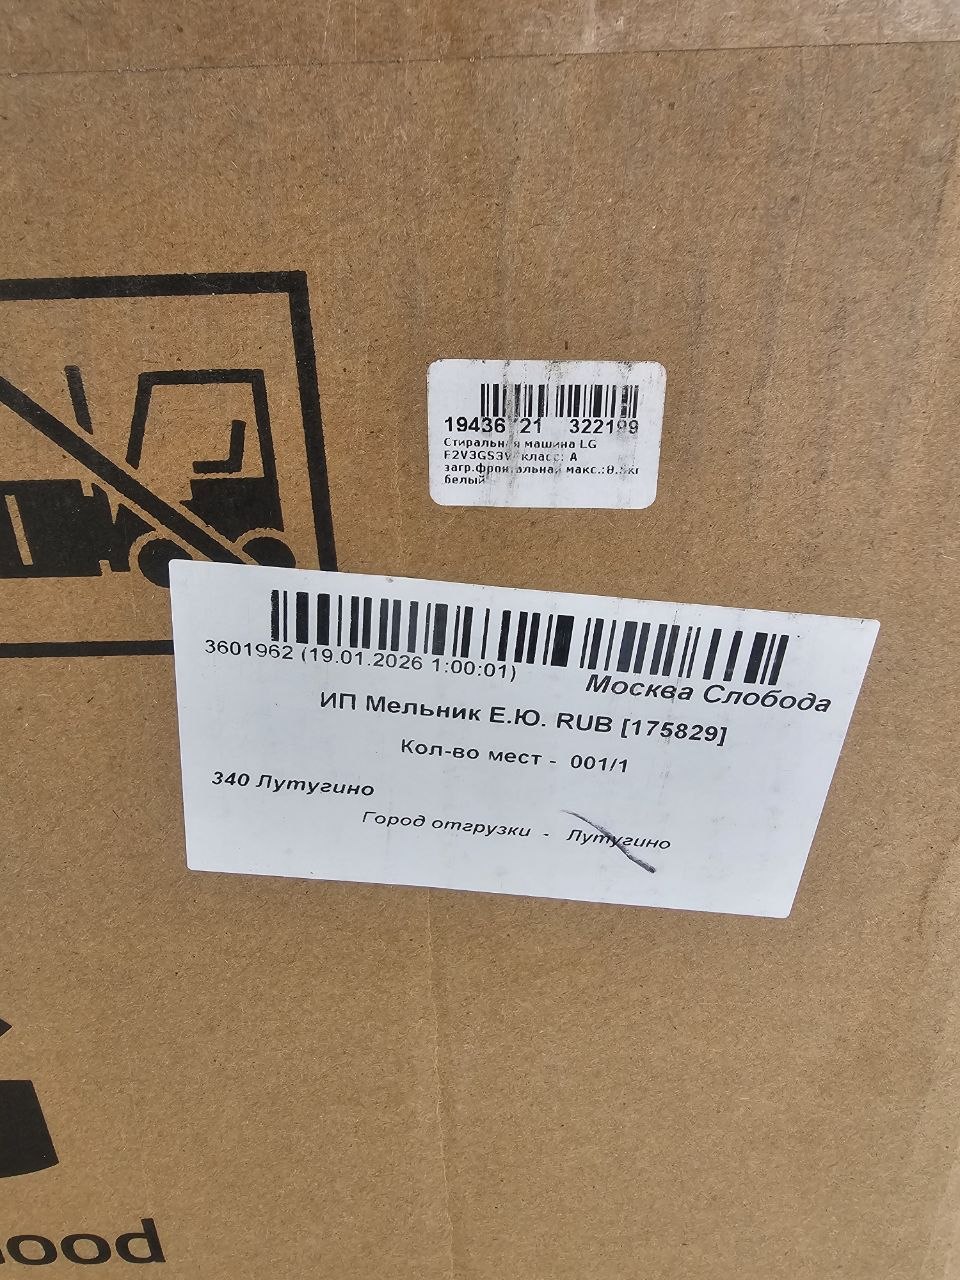 19436 21 322199
Стиральная машина LG
F2V3GS3W класс: A
загр.фронтальная макс.:8.5кг
белый
3601962 (19.01.2026 1:00:01)
Москва Слобода
ИП Мельник Е.Ю. RUB [175829]
Кол-во мест - 001/1
340 Лутугино
Город отгрузки - Лутугино